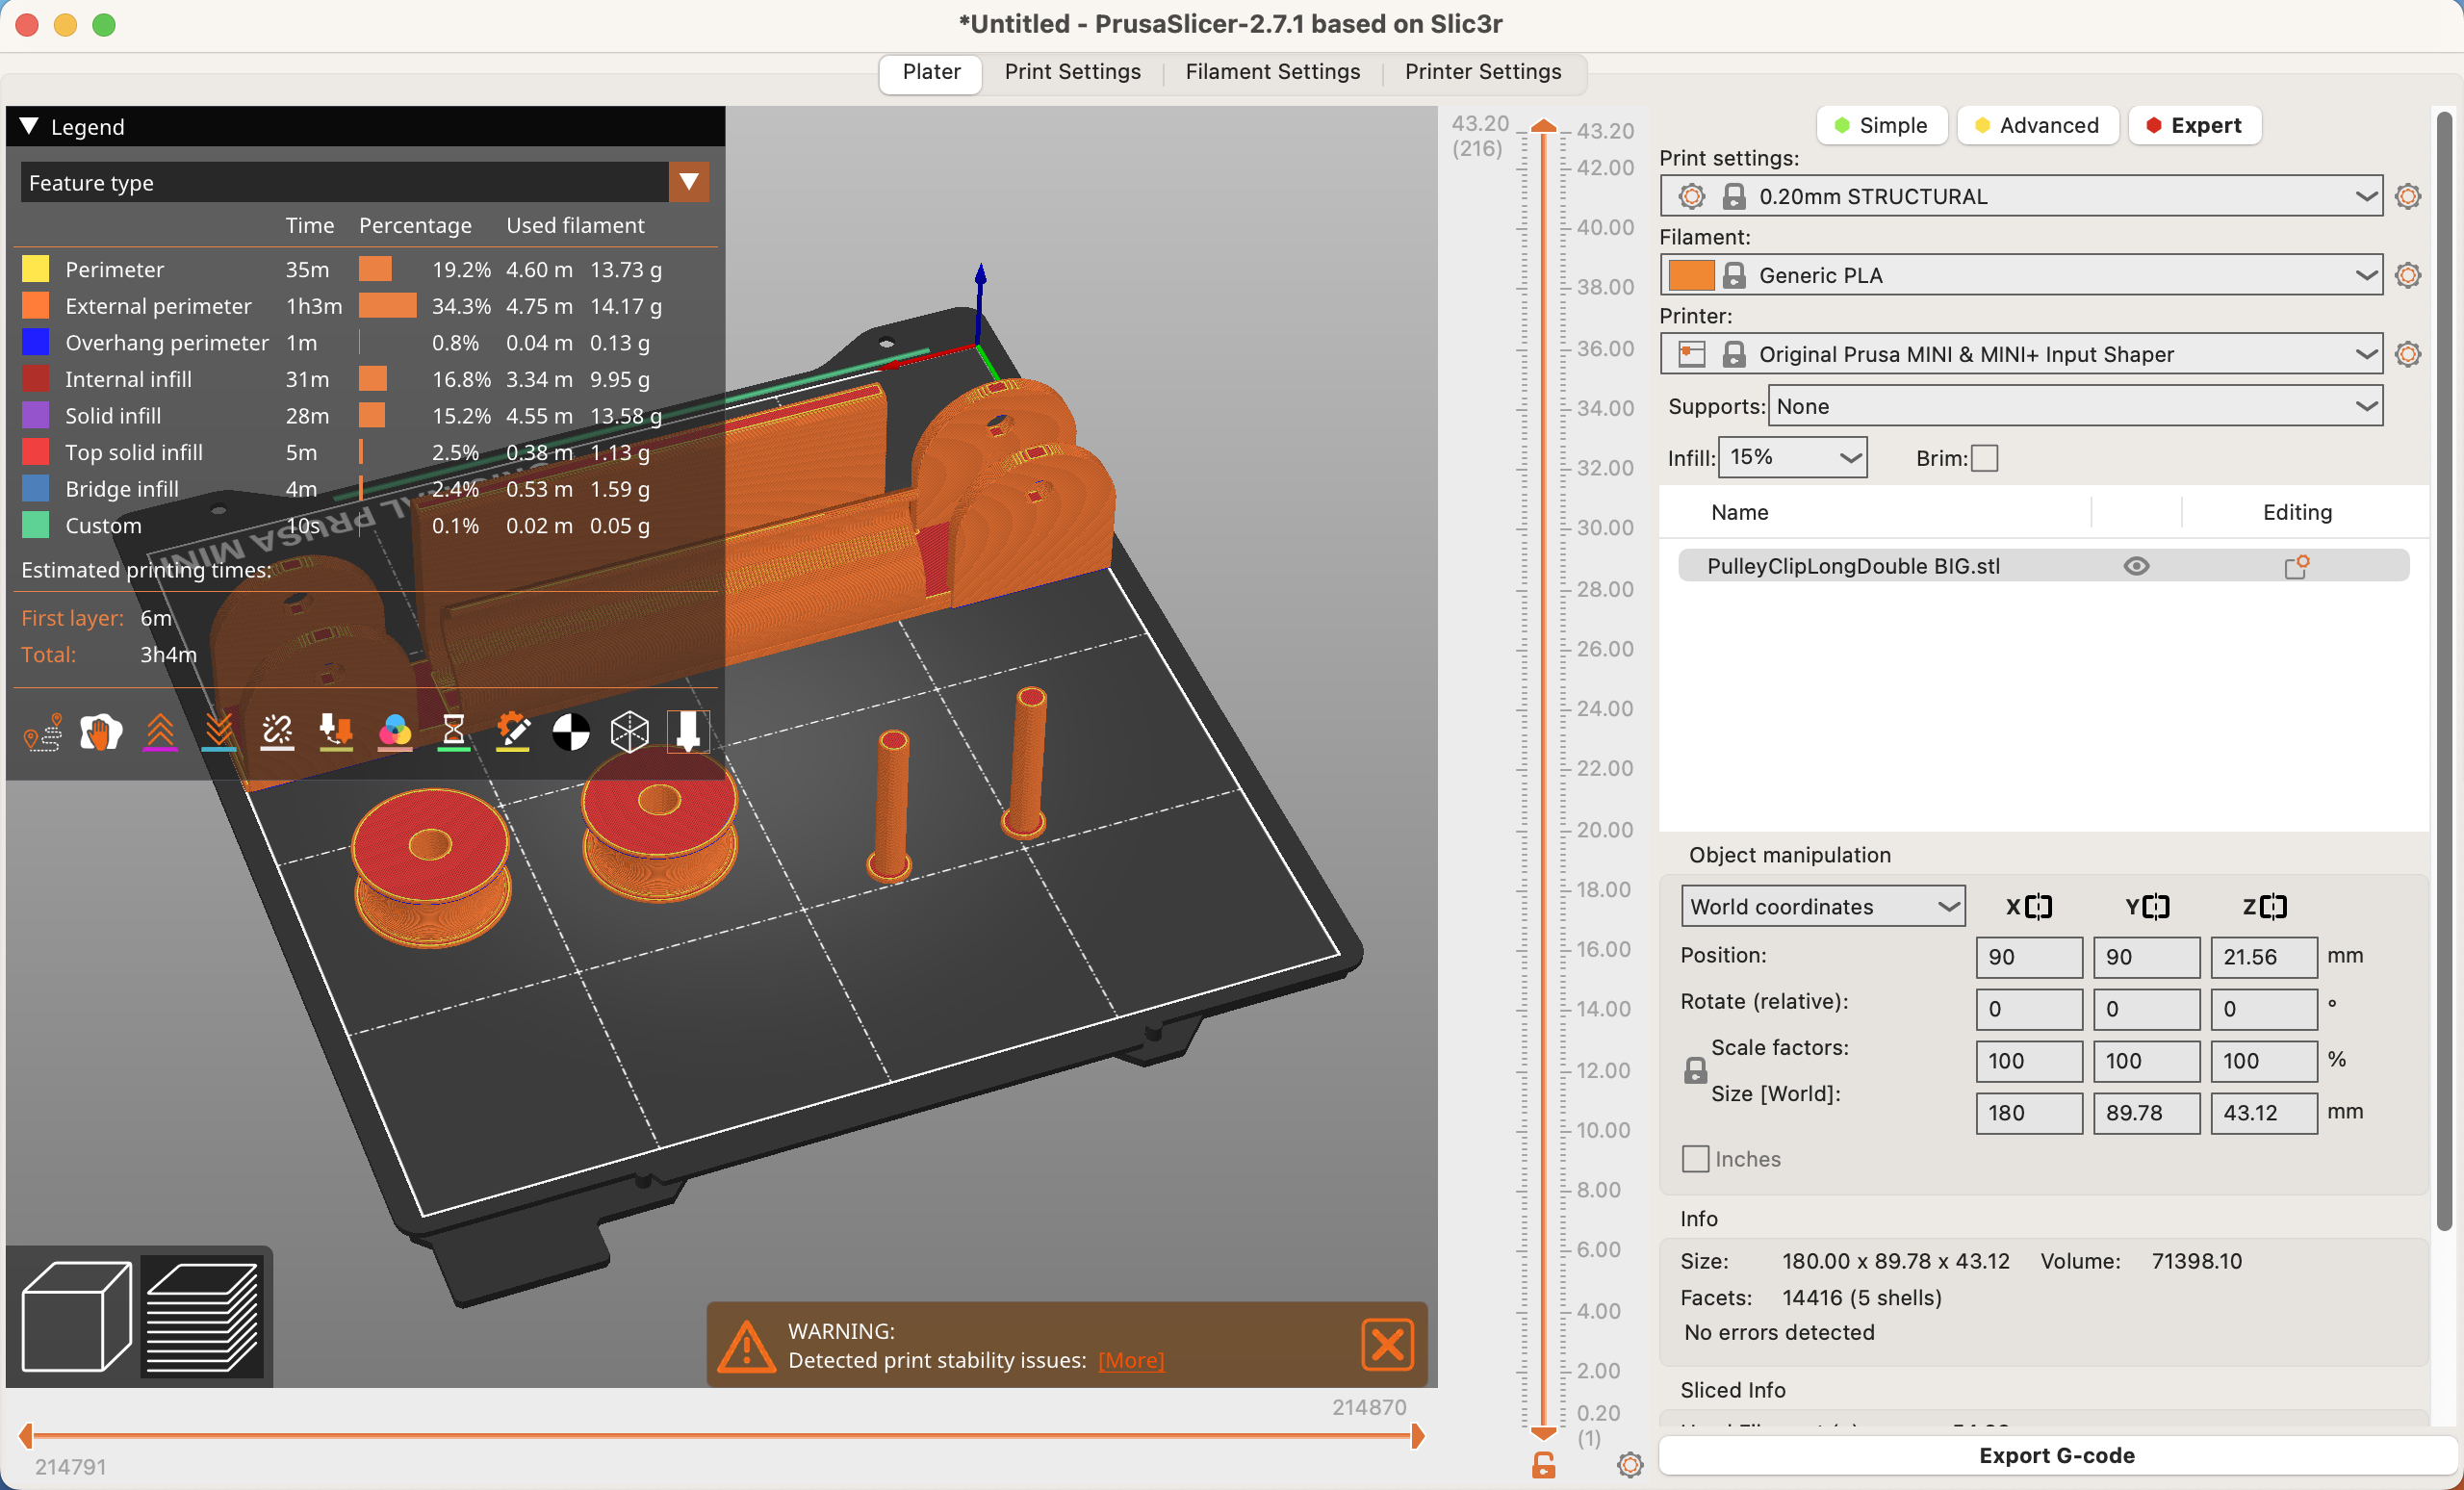 *Untitled - PrusaSlicer-2.7.1 based on Slic3r
Plater Print Settings Filament Settings Printer Settings
Legend
Feature type
Time Percentage Used filament
Perimeter 35m 19.2% 4.60 m 13.73 g
External perimeter 1h3m 34.3% 4.75 m 14.17 g
Overhang perimeter 1m 0.8% 0.04 m 0.13 g
Internal infill 31m 16.8% 3.34 m 9.95 g
Solid infill 28m 15.2% 4.55 m 13.58 g
Top solid infill 5m 2.5% 0.38 m 1.13 g
Bridge infill 4m 2.4% 0.53 m 1.59 g
Custom 10s 0.1% 0.02 m 0.05 g
Estimated printing times:
First layer: 6m
Total: 3h4m
PRUSA MINI
WARNING:
Detected print stability issues: [More]
214870
214791
43.20
(216)
43.20
42.00
40.00
38.00
36.00
34.00
32.00
30.00
28.00
26.00
24.00
22.00
20.00
18.00
16.00
14.00
12.00
10.00
8.00
6.00
4.00
2.00
0.20
(1)
Simple Advanced Expert
Print settings:
0.20mm STRUCTURAL
Filament:
Generic PLA
Printer:
Original Prusa MINI & MINI+ Input Shaper
Supports: None
Infill: 15% Brim:
Name Editing
PulleyClipLongDouble BIG.stl
Object manipulation
World coordinates X Y Z
Position: 90 90 21.56 mm
Rotate (relative): 0 0 0 °
Scale factors: 100 100 100 %
Size [World]: 180 89.78 43.12 mm
Inches
Info
Size: 180.00 x 89.78 x 43.12 Volume: 71398.10
Facets: 14416 (5 shells)
No errors detected
Sliced Info
Export G-code